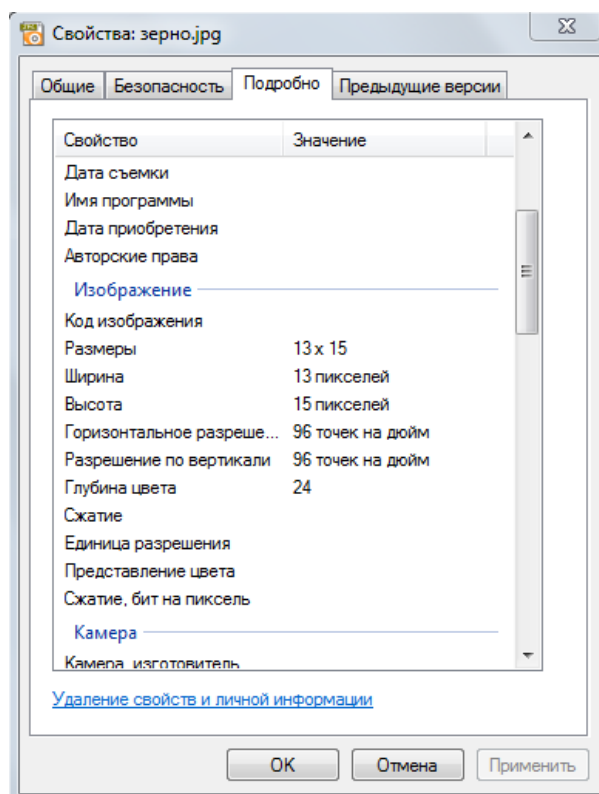 Свойства: зерно.jpg
Общие Безопасность Подробно Предыдущие версии
Свойство Значение
Дата съемки
Имя программы
Дата приобретения
Авторские права
Изображение
Код изображения
Размеры 13 x 15
Ширина 13 пикселей
Высота 15 пикселей
Горизонтальное разреше... 96 точек на дюйм
Разрешение по вертикали 96 точек на дюйм
Глубина цвета 24
Сжатие
Единица разрешения
Представление цвета
Сжатие, бит на пиксель
Камера
Камера, изготовитель
Удаление свойств и личной информации
OK Отмена Применить